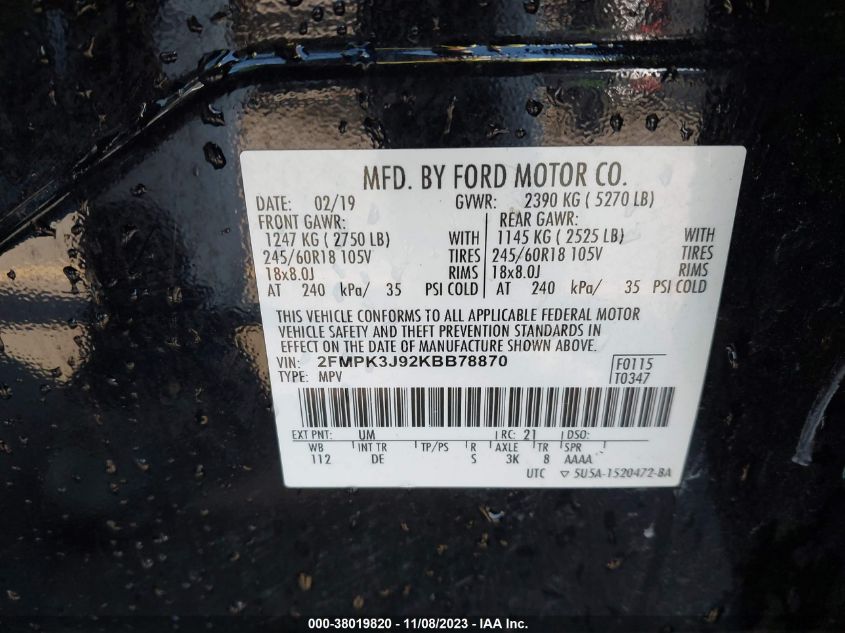 MFD. BY FORD MOTOR CO.
DATE: 02/19 GVWR: 2390 KG ( 5270 LB)
FRONT GAWR: REAR GAWR:
1247 KG ( 2750 LB) WITH 1145 KG ( 2525 LB) WITH
245/60R18 105V TIRES 245/60R18 105V TIRES
18x8.0J RIMS 18x8.0J RIMS
AT 240 kPa/ 35 PSI COLD AT 240 kPa/ 35 PSI COLD
THIS VEHICLE CONFORMS TO ALL APPLICABLE FEDERAL MOTOR
VEHICLE SAFETY AND THEFT PREVENTION STANDARDS IN
EFFECT ON THE DATE OF MANUFACTURE SHOWN ABOVE.
VIN: 2FMPK3J92KBB78870 F0115
TYPE: MPV T0347
EXT PNT: UM RC: 21 DSO:
WB INT TR TP/PS R AXLE TR SPR
112 DE S 3K 8 AAAA
UTC ▽ 5U5A-1520472-BA
000-38019820 - 11/08/2023 - IAA Inc.